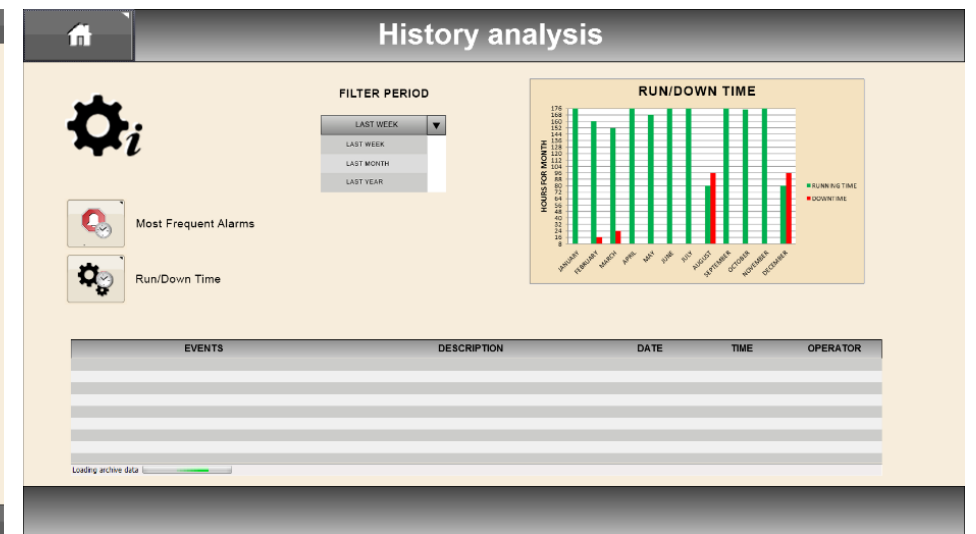 History analysis
FILTER PERIOD
LAST WEEK
LAST WEEK
LAST MONTH
LAST YEAR
Most Frequent Alarms
Run/Down Time
RUN/DOWN TIME
HOURS FOR MONTH
176
168
160
152
144
136
128
120
112
104
96
88
80
72
64
56
48
40
32
24
16
8
JANUARY
FEBRUARY
MARCH
APRIL
MAY
JUNE
JULY
AUGUST
SEPTEMBER
OCTOBER
NOVEMBER
DECEMBER
RUNNING TIME
DOWNTIME
EVENTS DESCRIPTION DATE TIME OPERATOR
Loading archive data